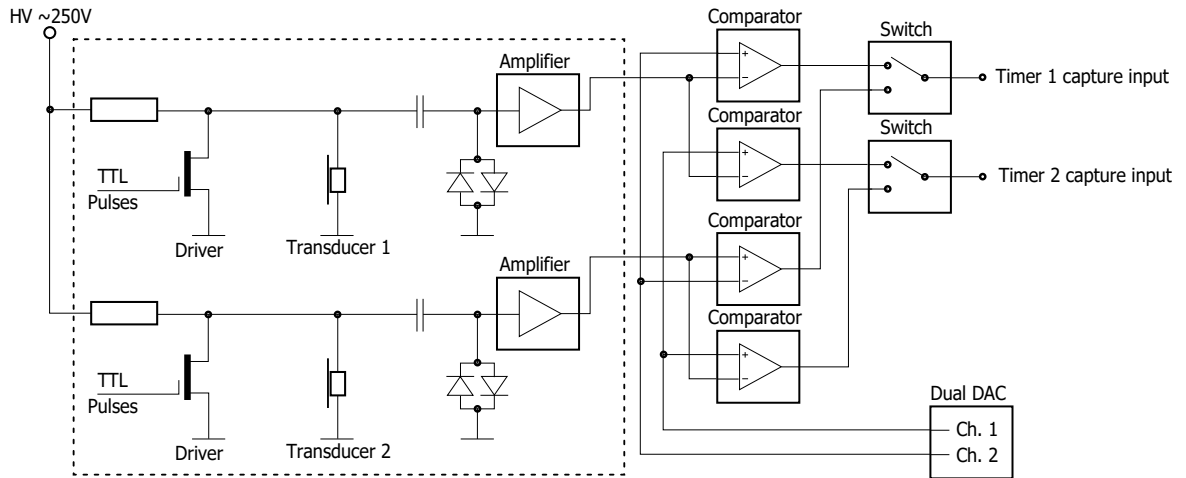 HV ~250V
Comparator
Switch
Amplifier
+
−
Timer 1 capture input
Comparator
Switch
TTL
Pulses
+
−
Timer 2 capture input
Driver
Transducer 1
Comparator
Amplifier
+
−
Comparator
TTL
Pulses
+
−
Dual DAC
Ch. 1
Driver
Transducer 2
Ch. 2